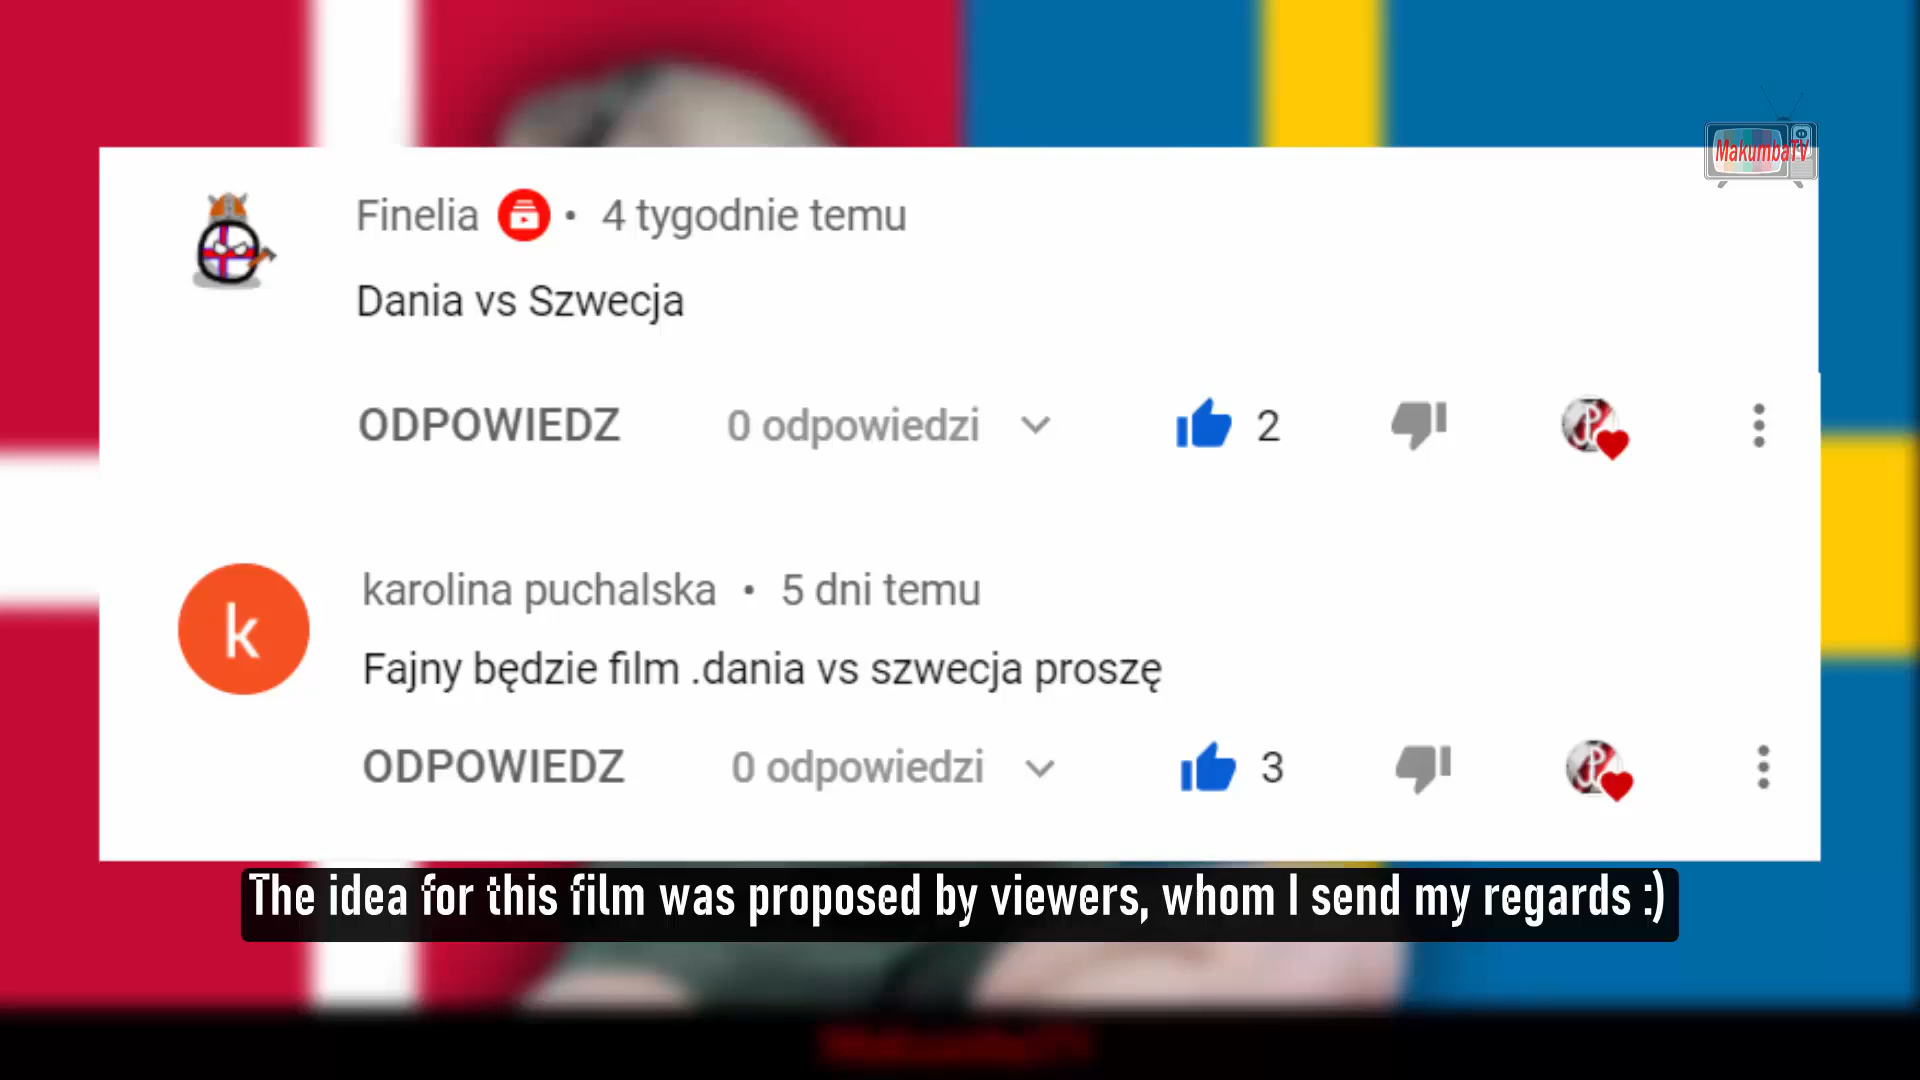 MakumbaTV
Finelia • 4 tygodnie temu
Dania vs Szwecja
ODPOWIEDZ 0 odpowiedzi 2
karolina puchalska • 5 dni temu
k
Fajny będzie film .dania vs szwecja proszę
ODPOWIEDZ 0 odpowiedzi 3
The idea for this film was proposed by viewers, whom I send my regards :)
MakumbaTV